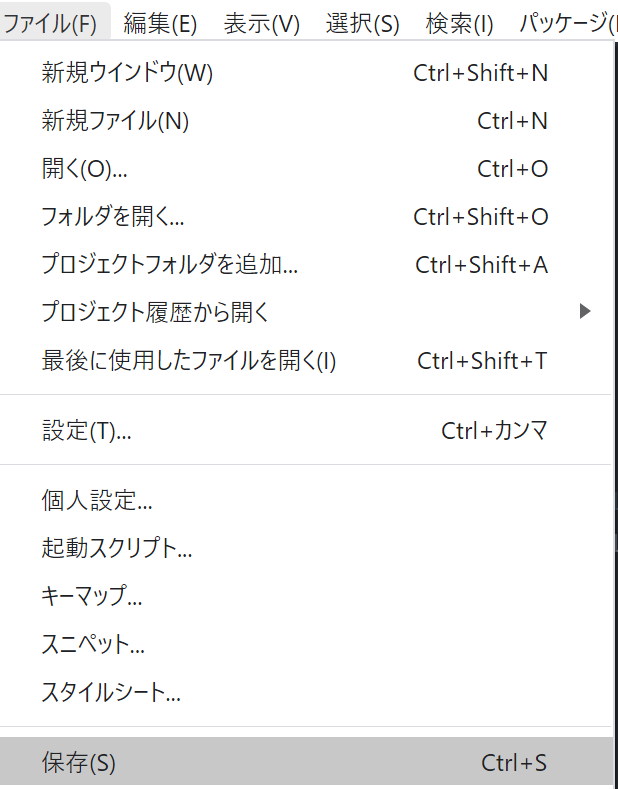 ファイル(F) 編集(E) 表示(V) 選択(S) 検索(I) パッケージ(
新規ウインドウ(W) Ctrl+Shift+N
新規ファイル(N) Ctrl+N
開く(O)... Ctrl+O
フォルダを開く... Ctrl+Shift+O
プロジェクトフォルダを追加... Ctrl+Shift+A
プロジェクト履歴から開く
最後に使用したファイルを開く(I) Ctrl+Shift+T
設定(T)... Ctrl+カンマ
個人設定...
起動スクリプト...
キーマップ...
スニペット...
スタイルシート...
保存(S) Ctrl+S